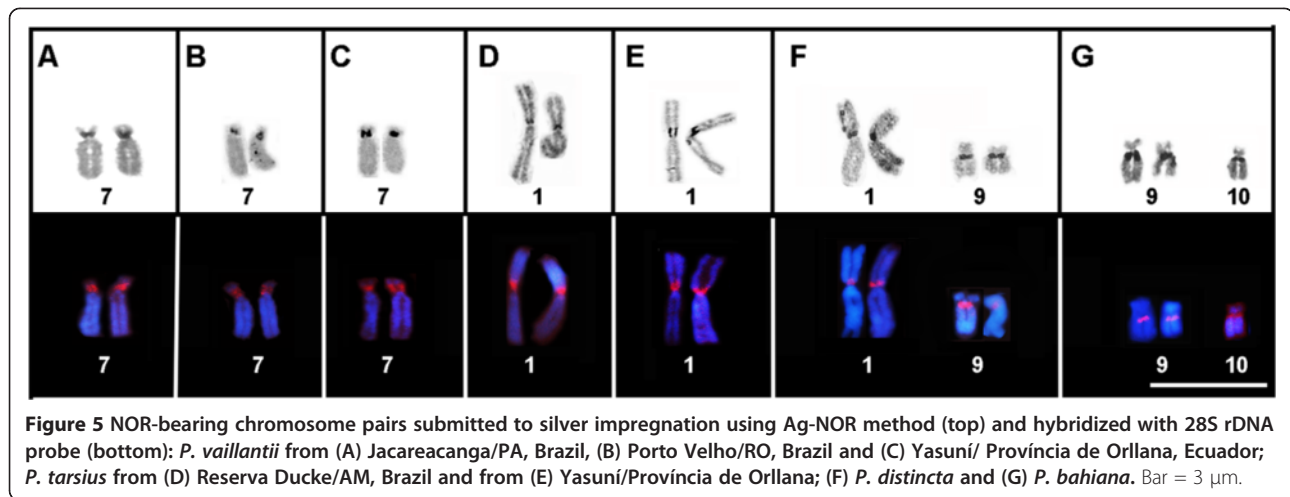 A B C D E F G
7 7 7 1 1 1 9 9 10
7 7 7 1 1 1 9 9 10
Figure 5 NOR-bearing chromosome pairs submitted to silver impregnation using Ag-NOR method (top) and hybridized with 28S rDNA
probe (bottom): P. vaillantii from (A) Jacareacanga/PA, Brazil, (B) Porto Velho/RO, Brazil and (C) Yasuní/ Província de Orllana, Ecuador;
P. tarsius from (D) Reserva Ducke/AM, Brazil and from (E) Yasuní/Província de Orllana; (F) P. distincta and (G) P. bahiana. Bar = 3 μm.